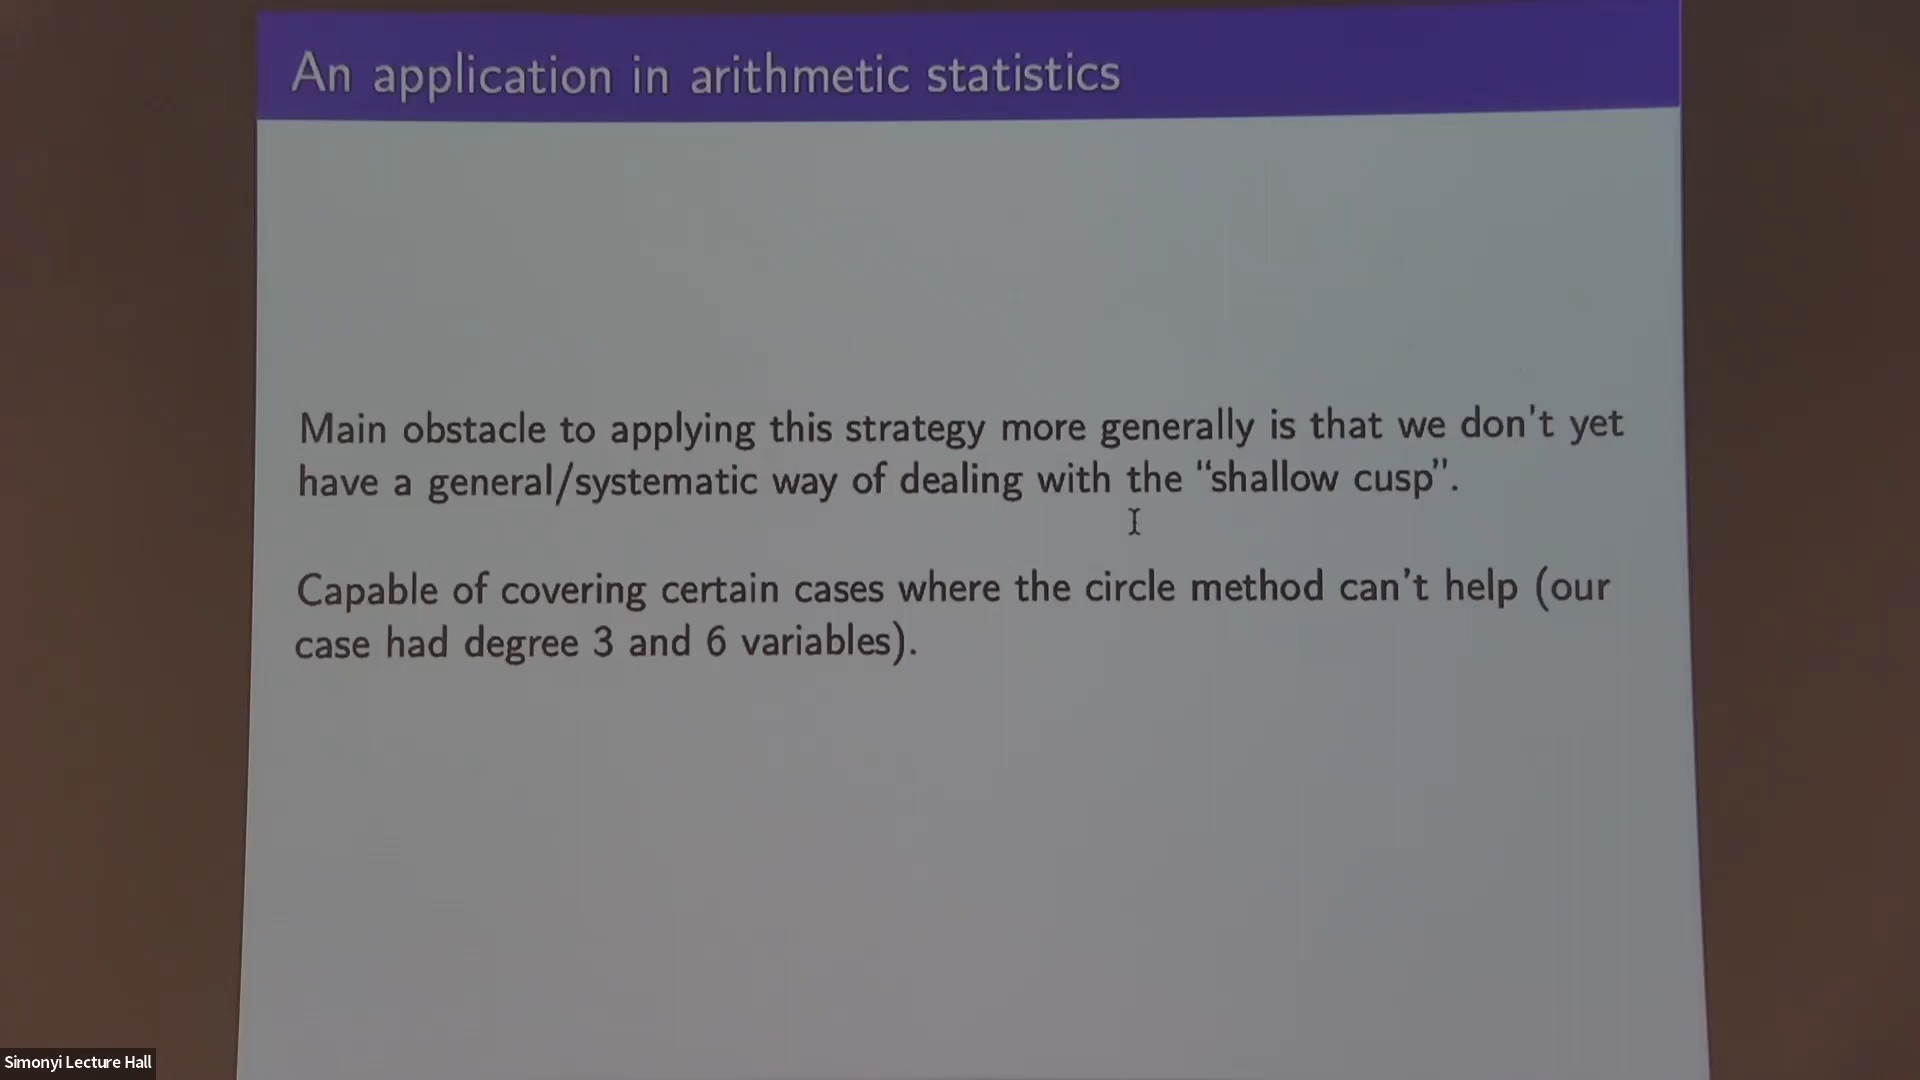 An application in arithmetic statistics
Main obstacle to applying this strategy more generally is that we don't yet
have a general/systematic way of dealing with the “shallow cusp”.
Capable of covering certain cases where the circle method can't help (our
case had degree 3 and 6 variables).
Simonyi Lecture Hall